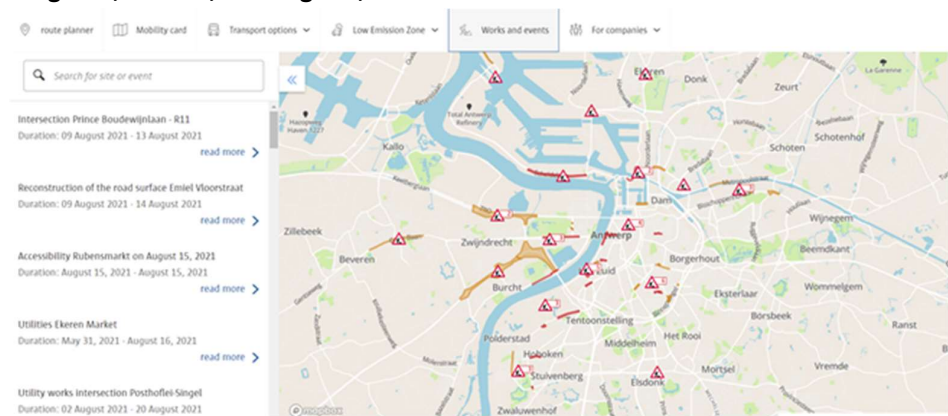 route planner
Mobility card
Transport options
Low Emission Zone
Works and events
For companies
Search for site or event
Intersection Prince Boudewijnlaan - R11
Duration: 09 August 2021 - 13 August 2021
read more
Reconstruction of the road surface Emiel Vloorstraat
Duration: 09 August 2021 - 14 August 2021
read more
Accessibility Rubensmarkt on August 15, 2021
Duration: August 15, 2021 - August 15, 2021
read more
Utilities Ekeren Market
Duration: May 31, 2021 - August 16, 2021
read more
Utility works intersection Posthoflei-Singel
Duration: 02 August 2021 - 20 August 2021
Donk
La Garenne
Zeurt
Total Antwerp
Refinery
Kallo
Schotenhof
Schoten
Dam
Zillebeek
Wijnegem
Zwijndrecht
Antwerp
Beveren
Beemdkant
Borgerhout
Burcht
Eksterlaar
Wommelgem
Borsbeek
Tentoonstelling
Ranst
Het Rooi
Polderstad
Middelheim
Hoboken
Mortsel
Vremde
Stuivenberg
Elsdonk
Zwaluwenhof
mapbox